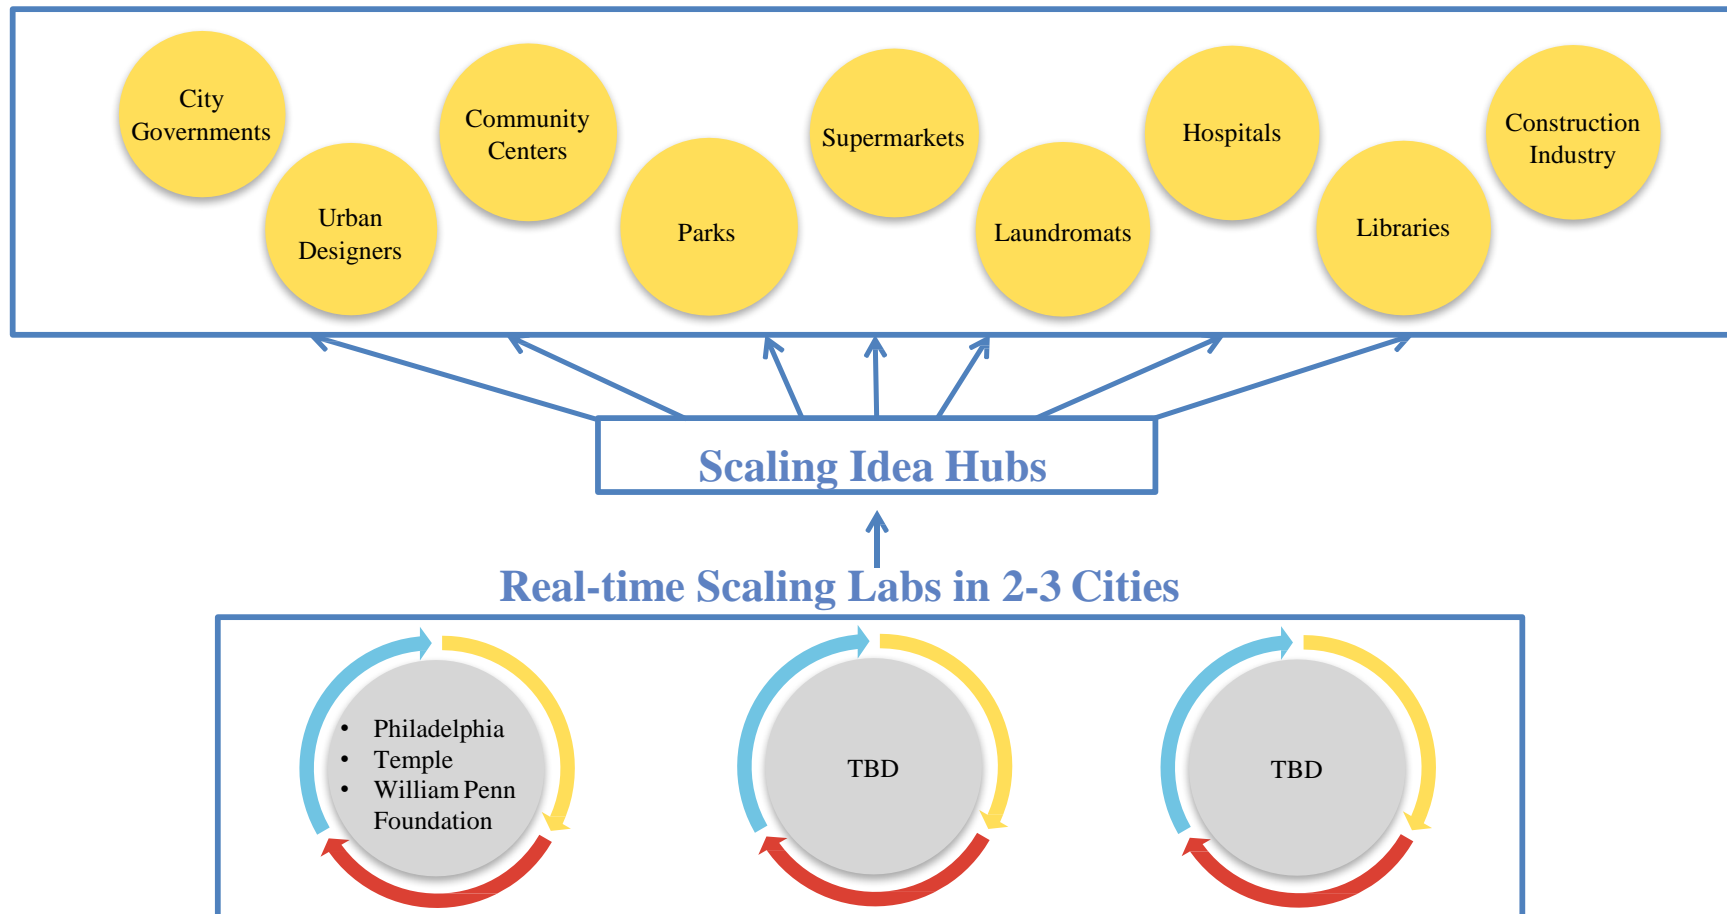 City
Governments
Urban
Designers
Community
Centers
Parks
Supermarkets
Laundromats
Hospitals
Libraries
Construction
Industry
Scaling Idea Hubs
Real-time Scaling Labs in 2-3 Cities
• Philadelphia
• Temple
• William Penn
Foundation
TBD
TBD